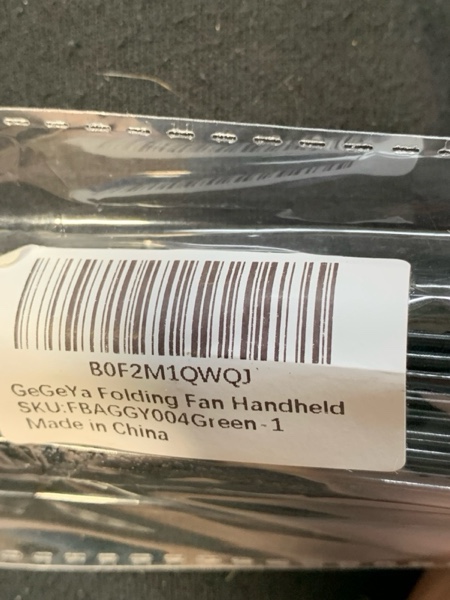 B0F2M1QWQJ
GeGeYa Folding Fan Handheld
SKU:FBAGGY004Green-1
Made in China